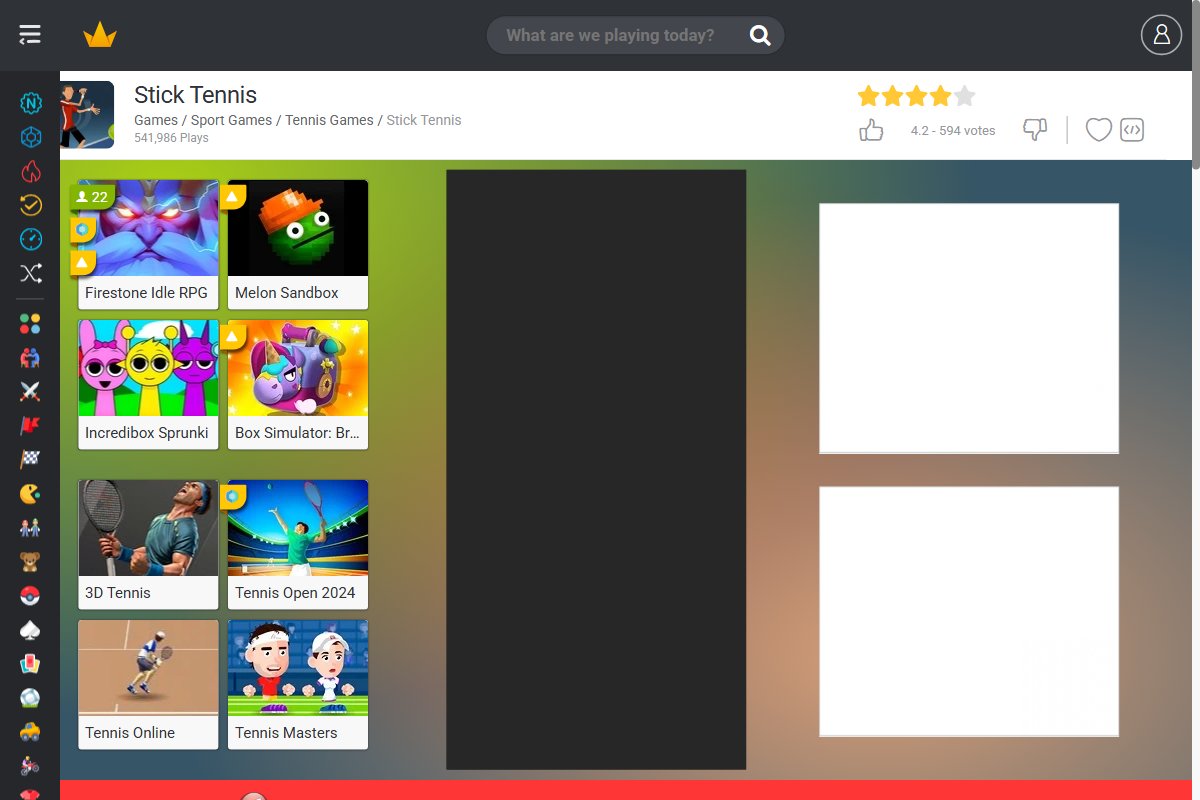 What are we playing today?
Stick Tennis
Games / Sport Games / Tennis Games / Stick Tennis
541,986 Plays
4.2 - 594 votes
22
Firestone Idle RPG
Melon Sandbox
Incredibox Sprunki
Box Simulator: Br...
3D Tennis
Tennis Open 2024
Tennis Online
Tennis Masters